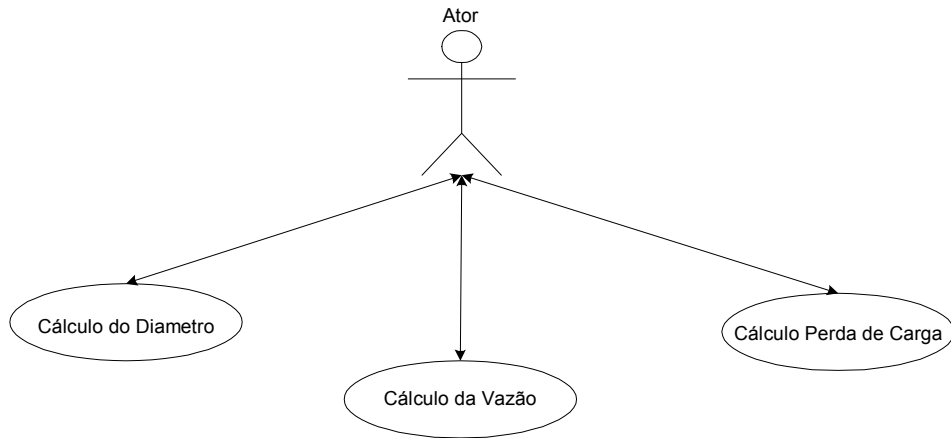 Ator
Cálculo do Diametro
Cálculo Perda de Carga
Cálculo da Vazão